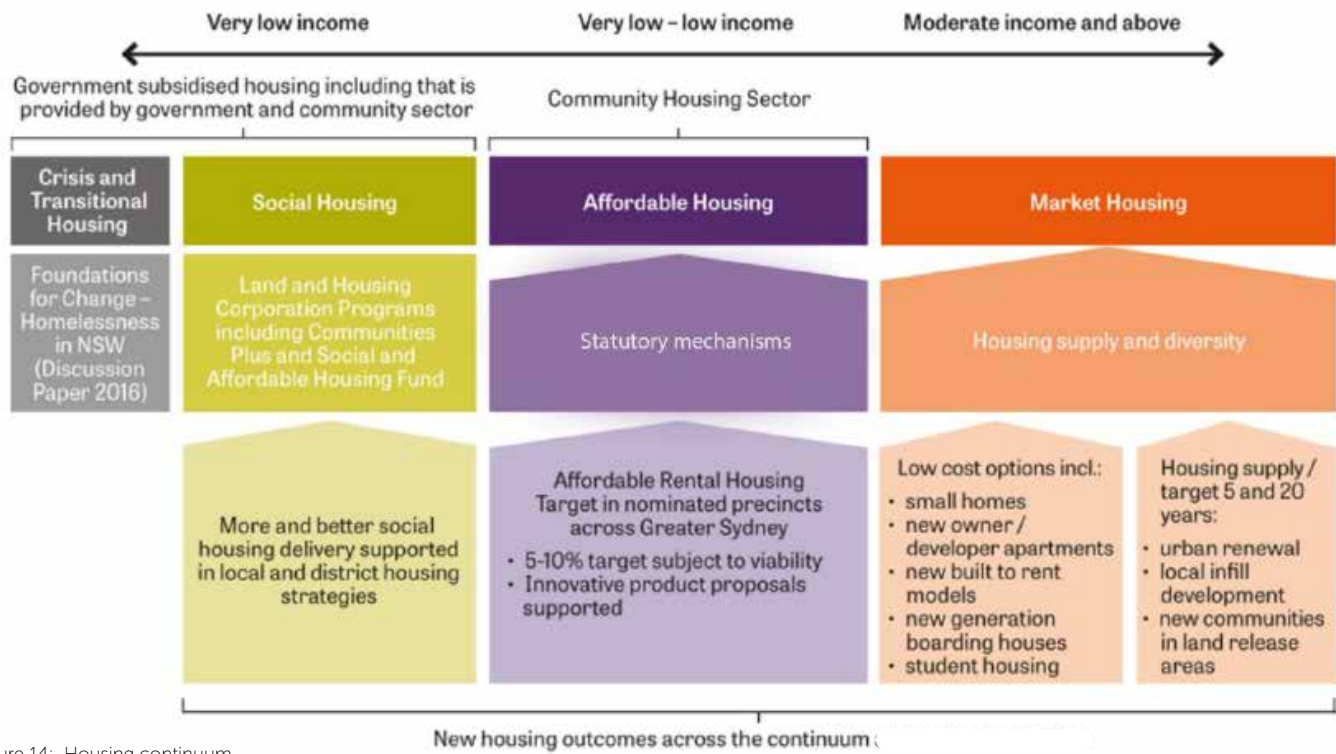 Very low income
Very low – low income
Moderate income and above
Government subsidised housing including that is
provided by government and community sector
Community Housing Sector
Crisis and
Transitional
Housing
Social Housing
Affordable Housing
Market Housing
Foundations
for Change –
Homelessness
in NSW
(Discussion
Paper 2016)
Land and Housing
Corporation Programs
including Communities
Plus and Social and
Affordable Housing Fund
Statutory mechanisms
Housing supply and diversity
More and better social
housing delivery supported
in local and district housing
strategies
Affordable Rental Housing
Target in nominated precincts
across Greater Sydney
• 5-10% target subject to viability
• Innovative product proposals
supported
Low cost options incl.:
• small homes
• new owner /
developer apartments
• new built to rent
models
• new generation
boarding houses
• student housing
Housing supply /
target 5 and 20
years:
• urban renewal
• local infill
development
• new communities
in land release
areas
New housing outcomes across the continuum
14: Housing continuum